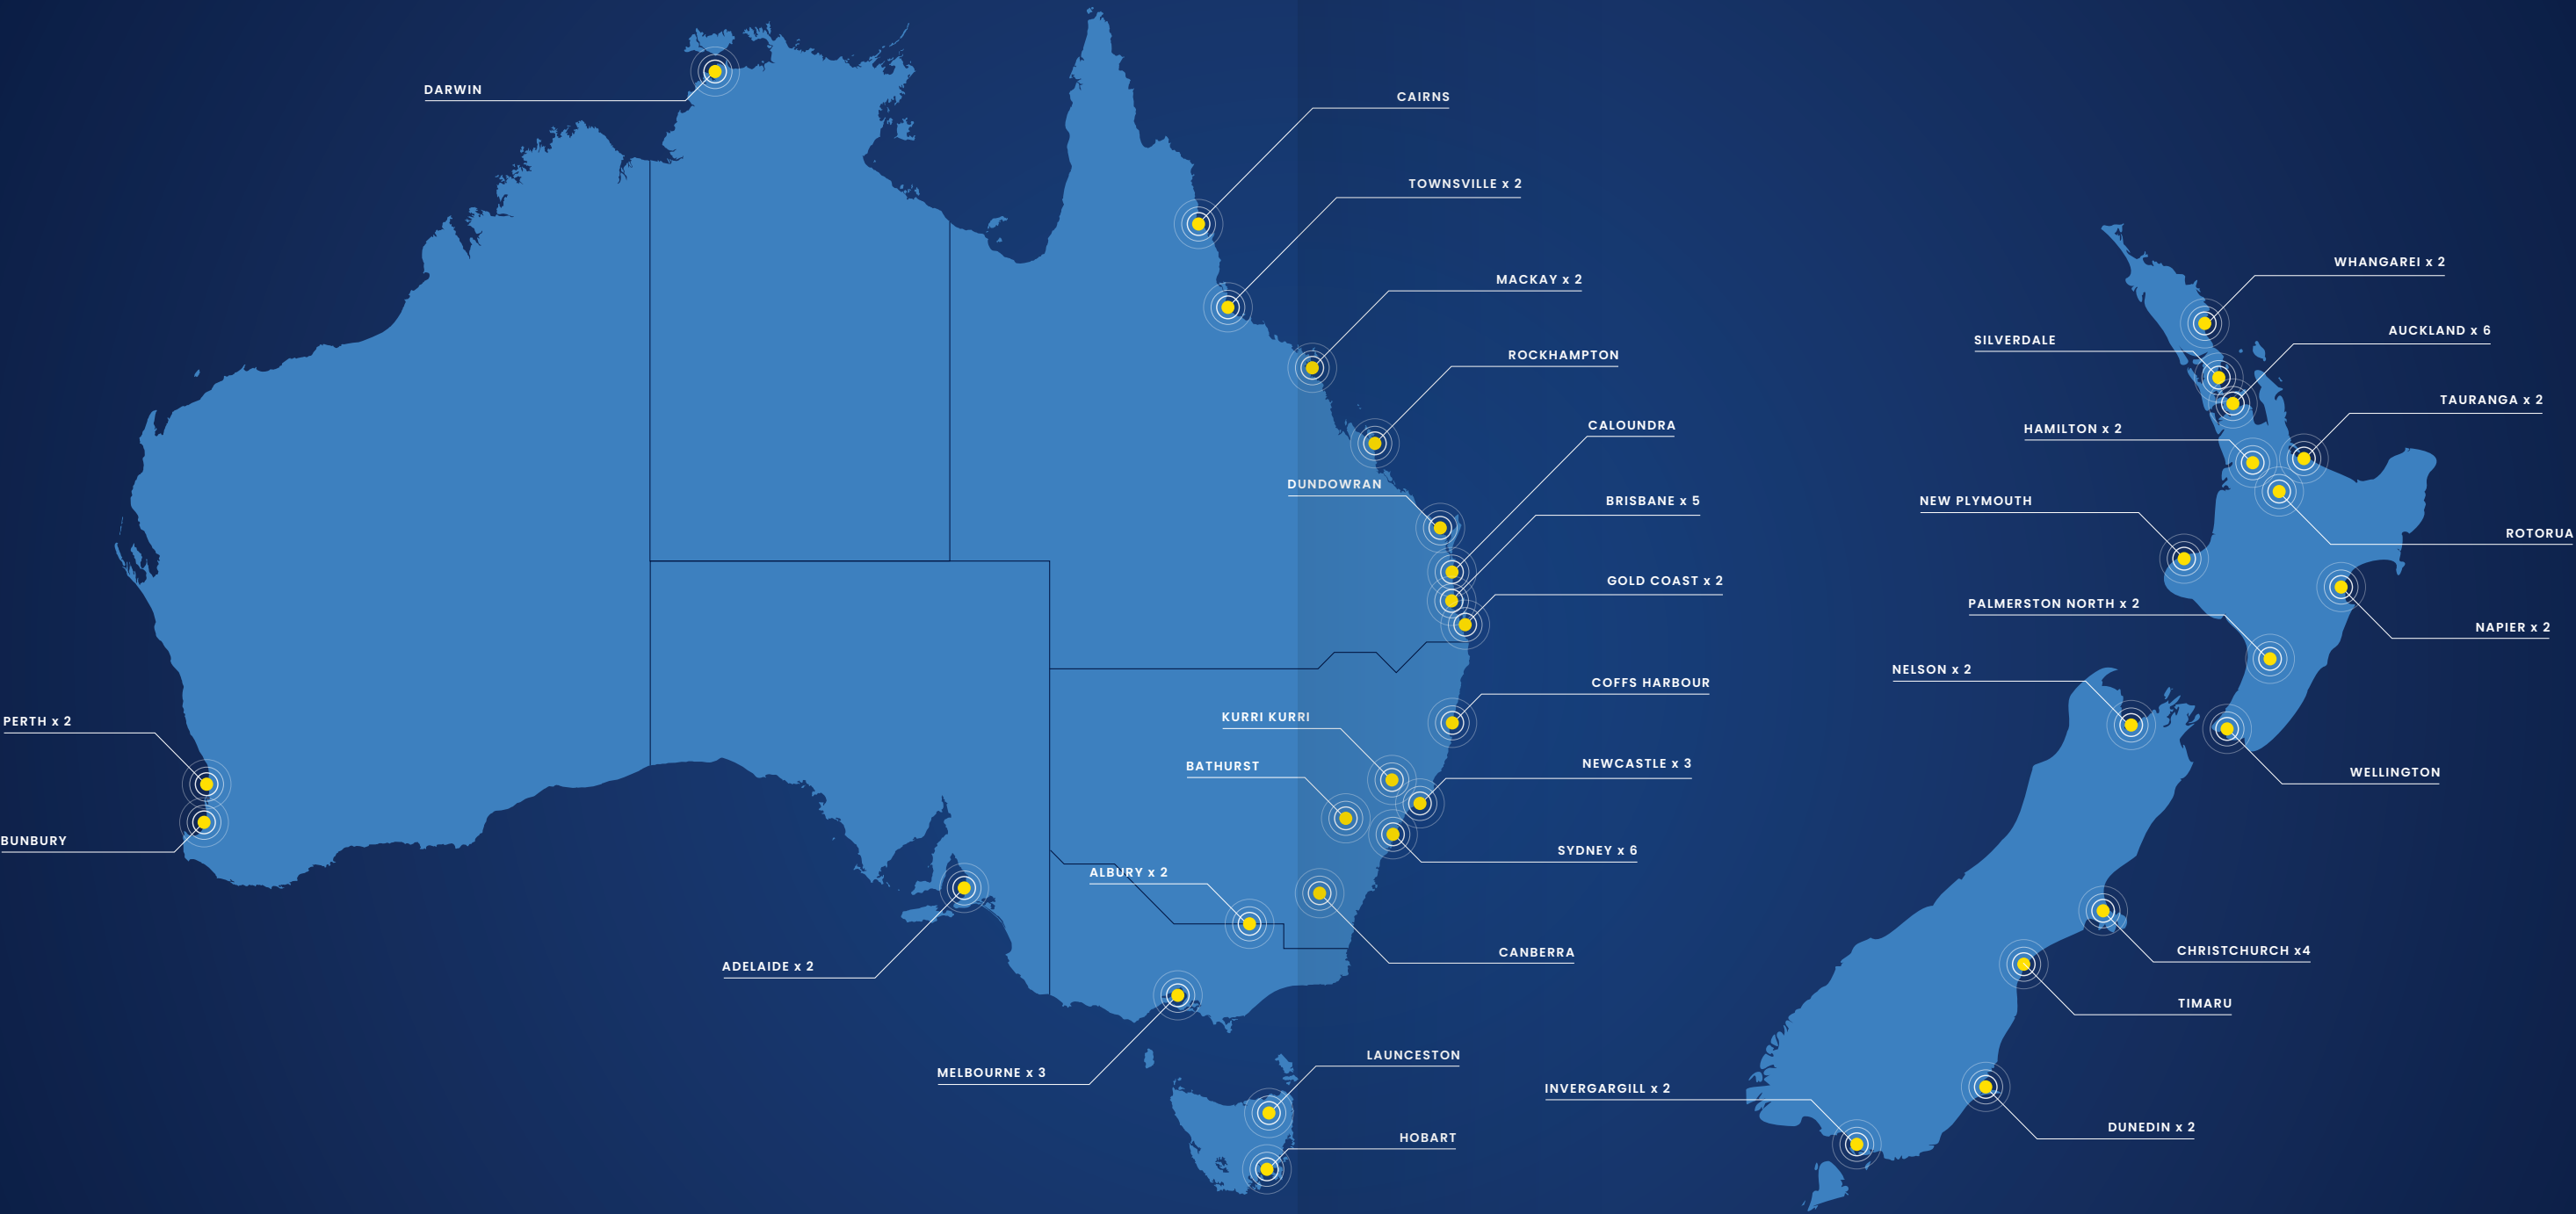 DARWIN
CAIRNS
TOWNSVILLE x 2
MACKAY x 2
ROCKHAMPTON
CALOUNDRA
DUNDOWRAN
BRISBANE x 5
GOLD COAST x 2
COFFS HARBOUR
KURRI KURRI
NEWCASTLE x 3
BATHURST
SYDNEY x 6
ALBURY x 2
CANBERRA
PERTH x 2
BUNBURY
ADELAIDE x 2
MELBOURNE x 3
LAUNCESTON
HOBART
WHANGAREI x 2
SILVERDALE
AUCKLAND x 6
TAURANGA x 2
HAMILTON x 2
NEW PLYMOUTH
ROTORUA
PALMERSTON NORTH x 2
NAPIER x 2
NELSON x 2
WELLINGTON
CHRISTCHURCH x4
TIMARU
INVERGARGILL x 2
DUNEDIN x 2